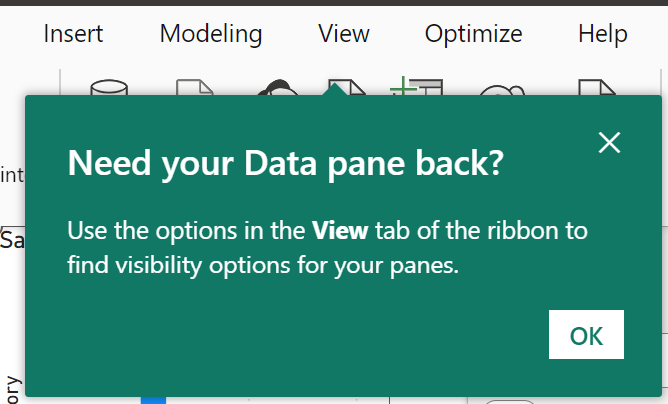 Insert Modeling View Optimize Help
Need your Data pane back?
int
Use the options in the View tab of the ribbon to
Sa
find visibility options for your panes.
OK
ory